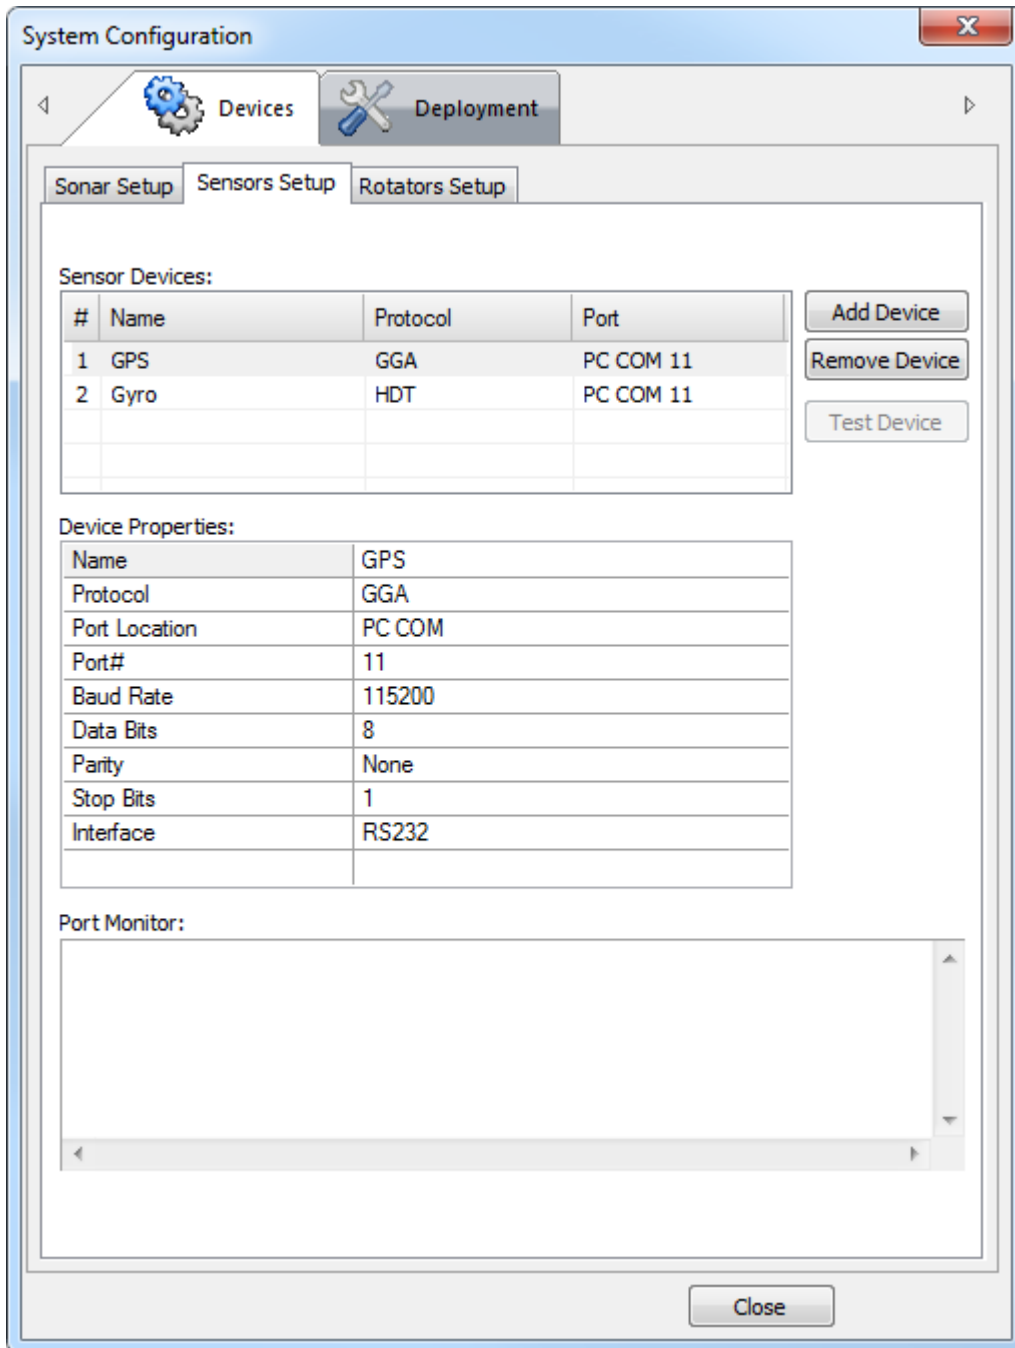 System Configuration
Devices Deployment
Sonar Setup Sensors Setup Rotators Setup
Sensor Devices:
# Name Protocol Port
1 GPS GGA PC COM 11
2 Gyro HDT PC COM 11
Add Device
Remove Device
Test Device
Device Properties:
Name GPS
Protocol GGA
Port Location PC COM
Port# 11
Baud Rate 115200
Data Bits 8
Parity None
Stop Bits 1
Interface RS232
Port Monitor:
Close